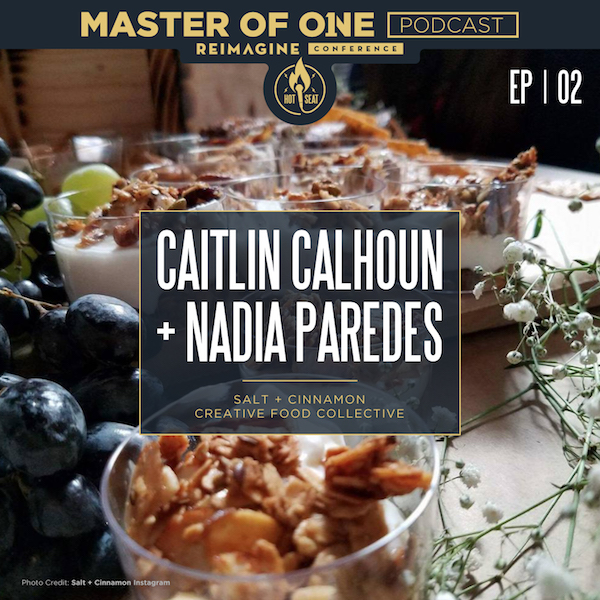 MASTER OF ONE PODCAST
REIMAGINE CONFERENCE
HOT SEAT
EP | 02
CAITLIN CALHOUN
+ NADIA PAREDES
SALT + CINNAMON
CREATIVE FOOD COLLECTIVE
Photo Credit: Salt + Cinnamon Instagram